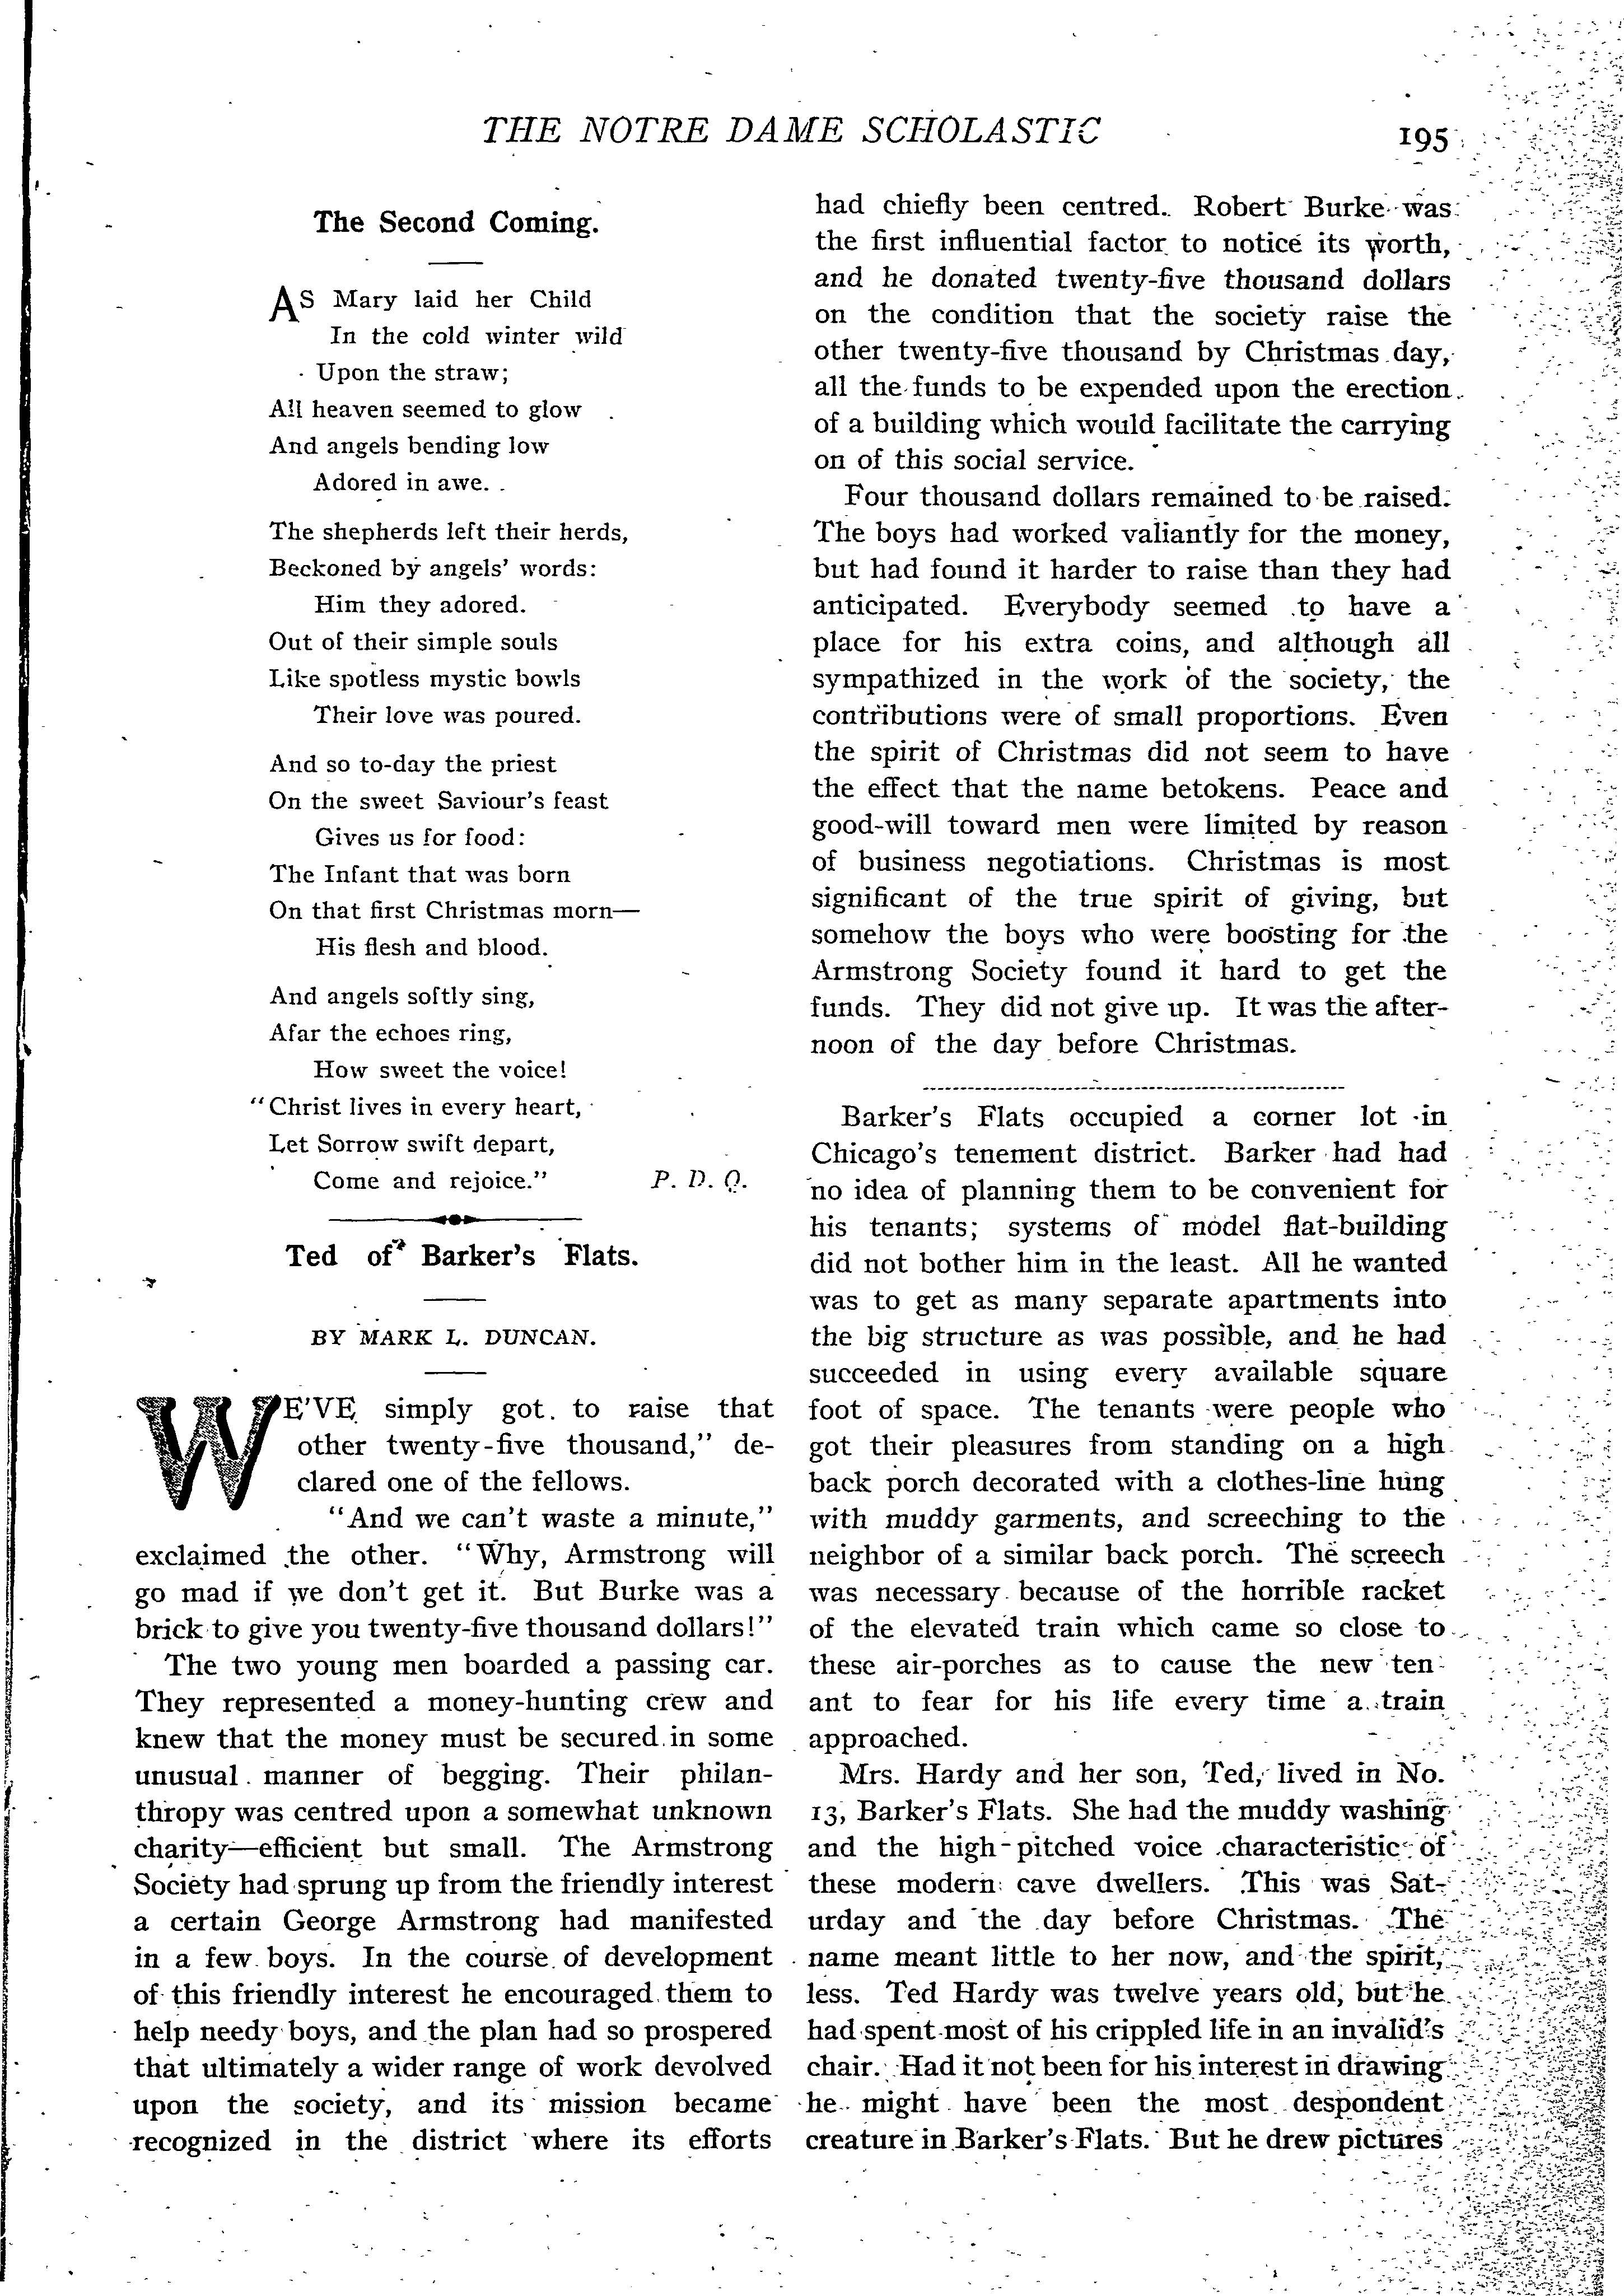 THE NOTRE DAME SCHOLASTIC
195
The Second Coming.
AS Mary laid her Child
In the cold winter wild
Upon the straw;
All heaven seemed to glow
And angels bending low
Adored in awe.
The shepherds left their herds,
Beckoned by angels' words:
Him they adored.
Out of their simple souls
Like spotless mystic bowls
Their love was poured.
And so to-day the priest
On the sweet Saviour's feast
Gives us for food:
The Infant that was born
On that first Christmas morn—
His flesh and blood.
And angels softly sing,
Afar the echoes ring,
How sweet the voice!
"Christ lives in every heart,
Let Sorrow swift depart,
Come and rejoice." P. D. Q.
Ted of Barker's Flats.
BY MARK L. DUNCAN.
WE'VE simply got to raise that
other twenty-five thousand," de-
clared one of the fellows.
"And we can't waste a minute,"
exclaimed the other. "Why, Armstrong will
go mad if we don't get it. But Burke was a
brick to give you twenty-five thousand dollars!"
The two young men boarded a passing car.
They represented a money-hunting crew and
knew that the money must be secured in some
unusual manner of begging. Their philan-
thropy was centred upon a somewhat unknown
charity—efficient but small. The Armstrong
Society had sprung up from the friendly interest
a certain George Armstrong had manifested
in a few boys. In the course of development
of this friendly interest he encouraged them to
help needy boys, and the plan had so prospered
that ultimately a wider range of work devolved
upon the society, and its mission became
recognized in the district where its efforts
had chiefly been centred. Robert Burke was
the first influential factor to notice its worth,
and he donated twenty-five thousand dollars
on the condition that the society raise the
other twenty-five thousand by Christmas day,
all the funds to be expended upon the erection
of a building which would facilitate the carrying
on of this social service.
Four thousand dollars remained to be raised.
The boys had worked valiantly for the money,
but had found it harder to raise than they had
anticipated. Everybody seemed to have a
place for his extra coins, and although all
sympathized in the work of the society, the
contributions were of small proportions. Even
the spirit of Christmas did not seem to have
the effect that the name betokens. Peace and
good-will toward men were limited by reason
of business negotiations. Christmas is most
significant of the true spirit of giving, but
somehow the boys who were boosting for the
Armstrong Society found it hard to get the
funds. They did not give up. It was the after-
noon of the day before Christmas.
Barker's Flats occupied a corner lot in
Chicago's tenement district. Barker had had
no idea of planning them to be convenient for
his tenants; systems of model flat-building
did not bother him in the least. All he wanted
was to get as many separate apartments into
the big structure as was possible, and he had
succeeded in using every available square
foot of space. The tenants were people who
got their pleasures from standing on a high
back porch decorated with a clothes-line hung
with muddy garments, and screeching to the
neighbor of a similar back porch. The screech
was necessary because of the horrible racket
of the elevated train which came so close to
these air-porches as to cause the new ten-
ant to fear for his life every time a train
approached.
Mrs. Hardy and her son, Ted, lived in No.
13, Barker's Flats. She had the muddy washing
and the high-pitched voice characteristic of
these modern cave dwellers. This was Sat-
urday and the day before Christmas. The
name meant little to her now, and the spirit,
less. Ted Hardy was twelve years old, but he
had spent most of his crippled life in an invalid's
chair. Had it not been for his interest in drawing
he might have been the most despondent
creature in Barker's Flats. But he drew pictures